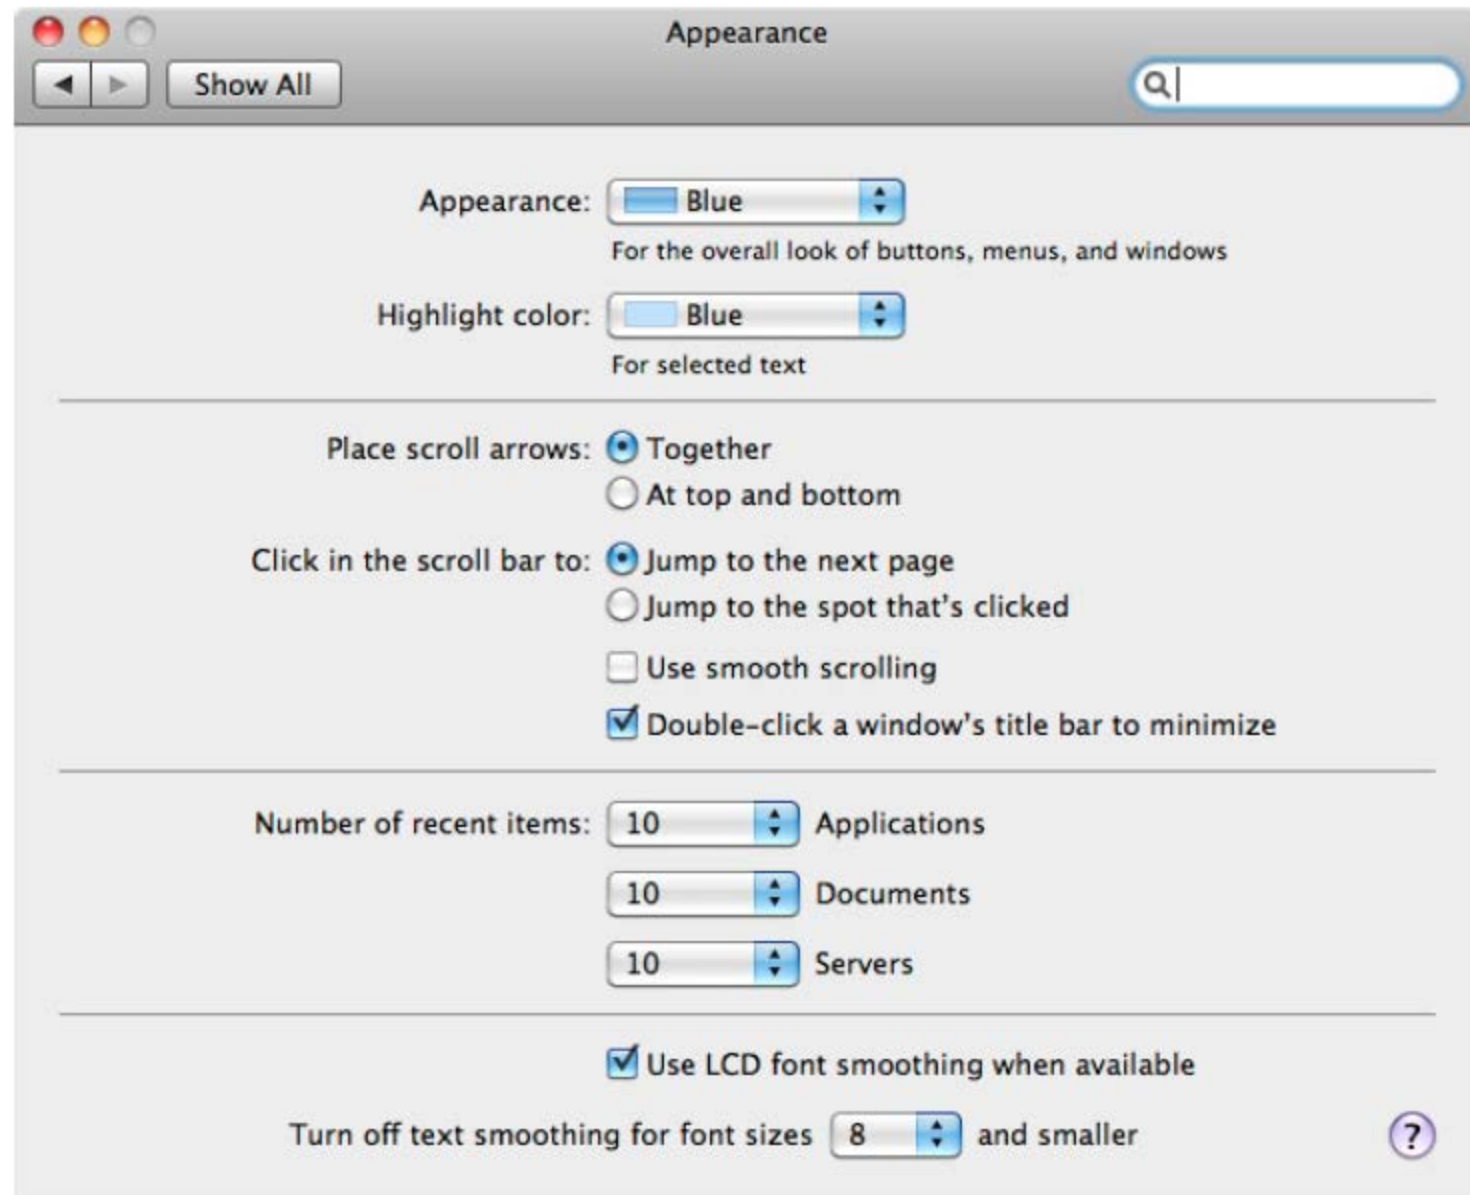 Appearance
Show All
Appearance: Blue
For the overall look of buttons, menus, and windows
Highlight color: Blue
For selected text
Place scroll arrows: Together
At top and bottom
Click in the scroll bar to: Jump to the next page
Jump to the spot that's clicked
Use smooth scrolling
Double-click a window's title bar to minimize
Number of recent items: 10 Applications
10 Documents
10 Servers
Use LCD font smoothing when available
Turn off text smoothing for font sizes 8 and smaller ?